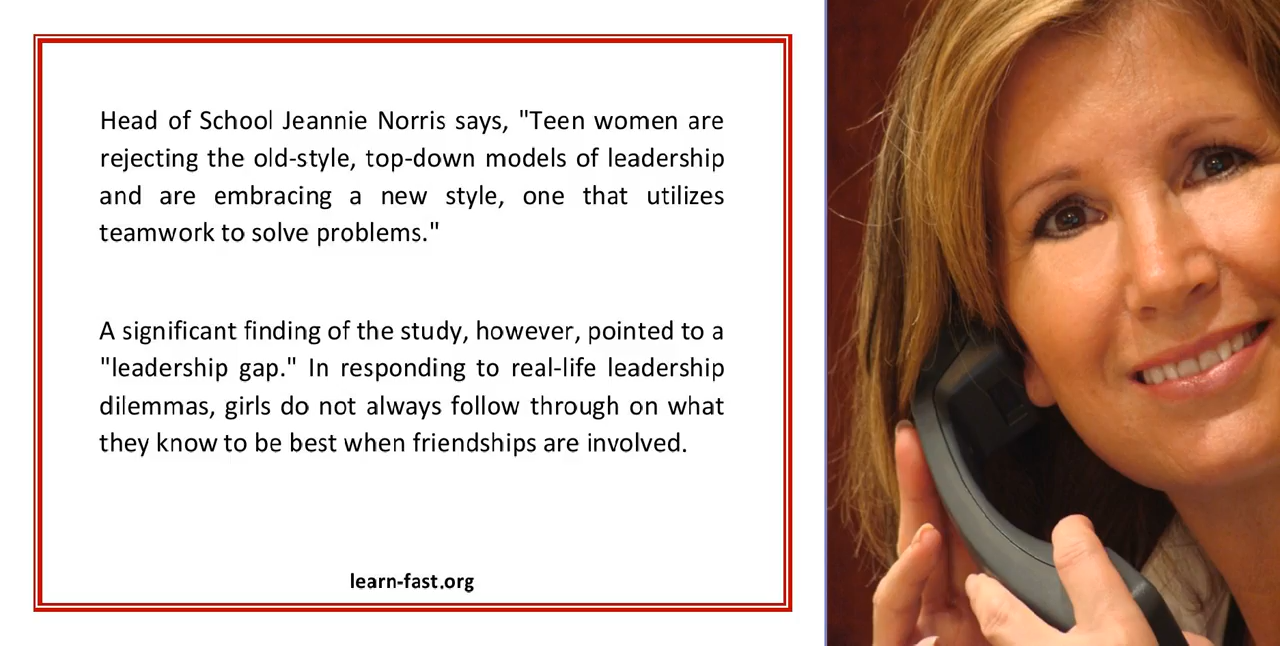 Head of School Jeannie Norris says, "Teen women are
rejecting the old-style, top-down models of leadership
and are embracing a new style, one that utilizes
teamwork to solve problems."
A significant finding of the study, however, pointed to a
"leadership gap." In responding to real-life leadership
dilemmas, girls do not always follow through on what
they know to be best when friendships are involved.
learn-fast.org